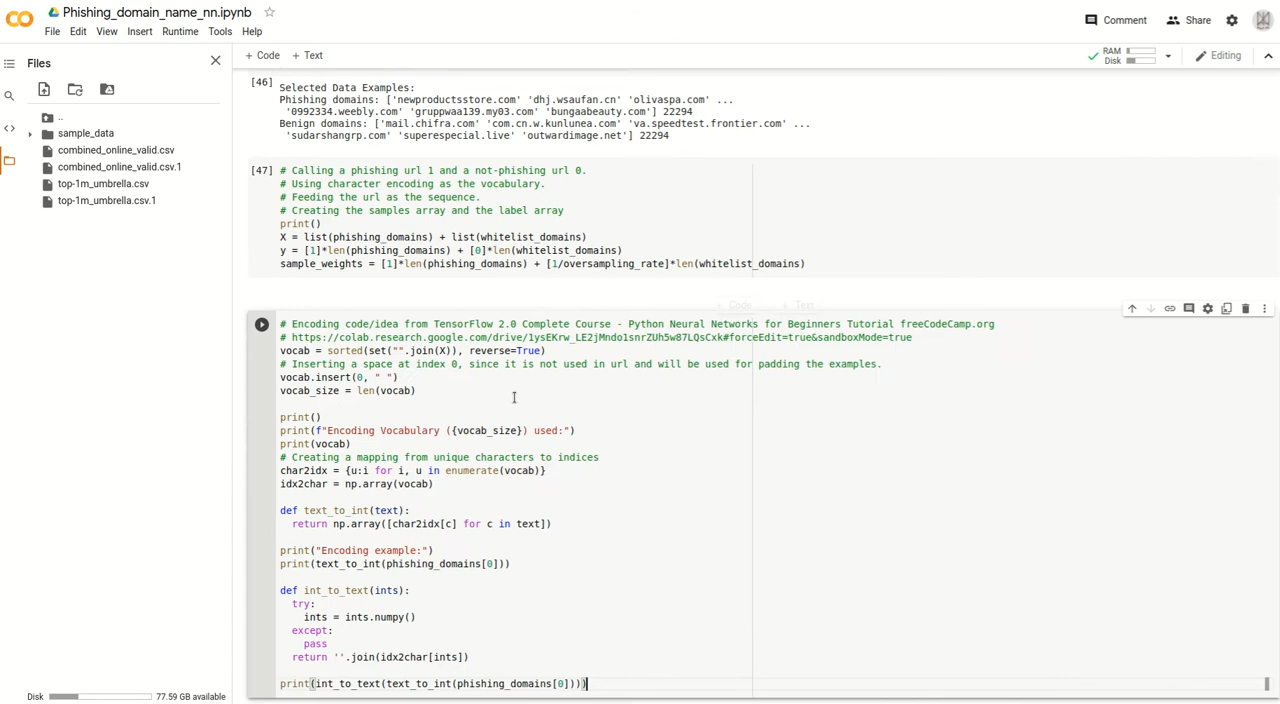 Phishing_domain_name_nn.ipynb
File Edit View Insert Runtime Tools Help
Comment Share
Files
+ Code + Text
RAM
Disk
Editing
..
sample_data
combined_online_valid.csv
combined_online_valid.csv.1
top-1m_umbrella.csv
top-1m_umbrella.csv.1
Disk 77.59 GB available
[46]
Selected Data Examples:
Phishing domains: ['newproductsstore.com' 'dhj.wsaufan.cn' 'olivaspa.com' ...
'0992334.weebly.com' 'gruppwaa139.my03.com' 'bungaabeauty.com'] 22294
Benign domains: ['mail.chifra.com' 'com.cn.w.kunlunea.com' 'va.speedtest.frontier.com' ...
'sudarshangrp.com' 'superespecial.live' 'outwardimage.net'] 22294
[47] # Calling a phishing url 1 and a not-phishing url 0.
# Using character encoding as the vocabulary.
# Feeding the url as the sequence.
# Creating the samples array and the label array
print()
X = list(phishing_domains) + list(whitelist_domains)
y = [1]*len(phishing_domains) + [0]*len(whitelist_domains)
sample_weights = [1]*len(phishing_domains) + [1/oversampling_rate]*len(whitelist_domains)
+ Code + Text
# Encoding code/idea from TensorFlow 2.0 Complete Course - Python Neural Networks for Beginners Tutorial freeCodeCamp.org
# https://colab.research.google.com/drive/1ysEKrw_LE2jMndo1snrZUh5w87LQsCxk#forceEdit=true&sandboxMode=true
vocab = sorted(set("".join(X)), reverse=True)
# Inserting a space at index 0, since it is not used in url and will be used for padding the examples.
vocab.insert(0, " ")
vocab_size = len(vocab)
print()
print(f"Encoding Vocabulary ({vocab_size}) used:")
print(vocab)
# Creating a mapping from unique characters to indices
char2idx = {u:i for i, u in enumerate(vocab)}
idx2char = np.array(vocab)
def text_to_int(text):
return np.array([char2idx[c] for c in text])
print("Encoding example:")
print(text_to_int(phishing_domains[0]))
def int_to_text(ints):
try:
ints = ints.numpy()
except:
pass
return ''.join(idx2char[ints])
print(int_to_text(text_to_int(phishing_domains[0])))